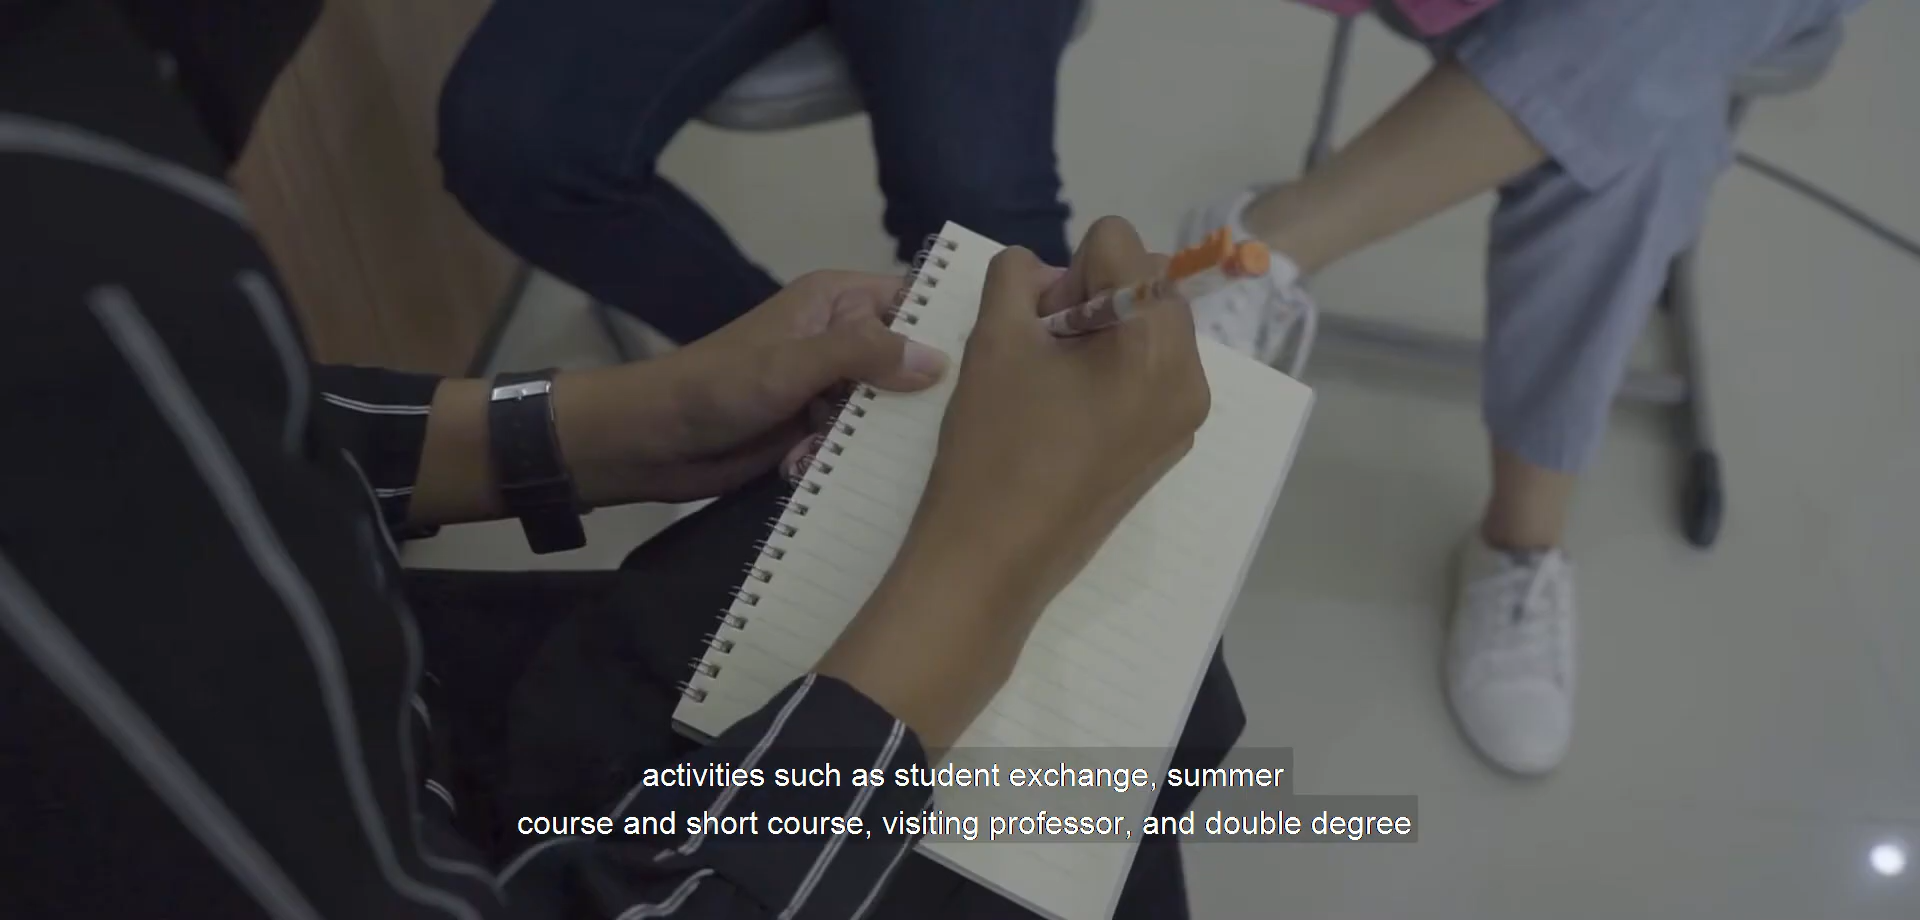 activities such as student exchange, summer
course and short course, visiting professor, and double degree